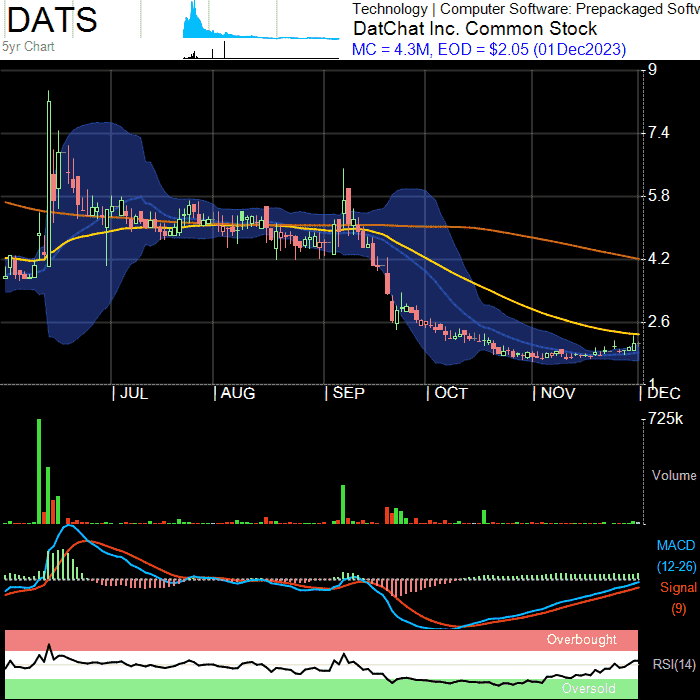 DATS
5yr Chart
Technology | Computer Software: Prepackaged Softw
DatChat Inc. Common Stock
MC = 4.3M, EOD = $2.05 (01Dec2023)
9
7.4
5.8
4.2
2.6
1
JUL AUG SEP OCT NOV DEC
725k
Volume
MACD
(12-26)
Signal
(9)
Overbought
RSI(14)
Oversold